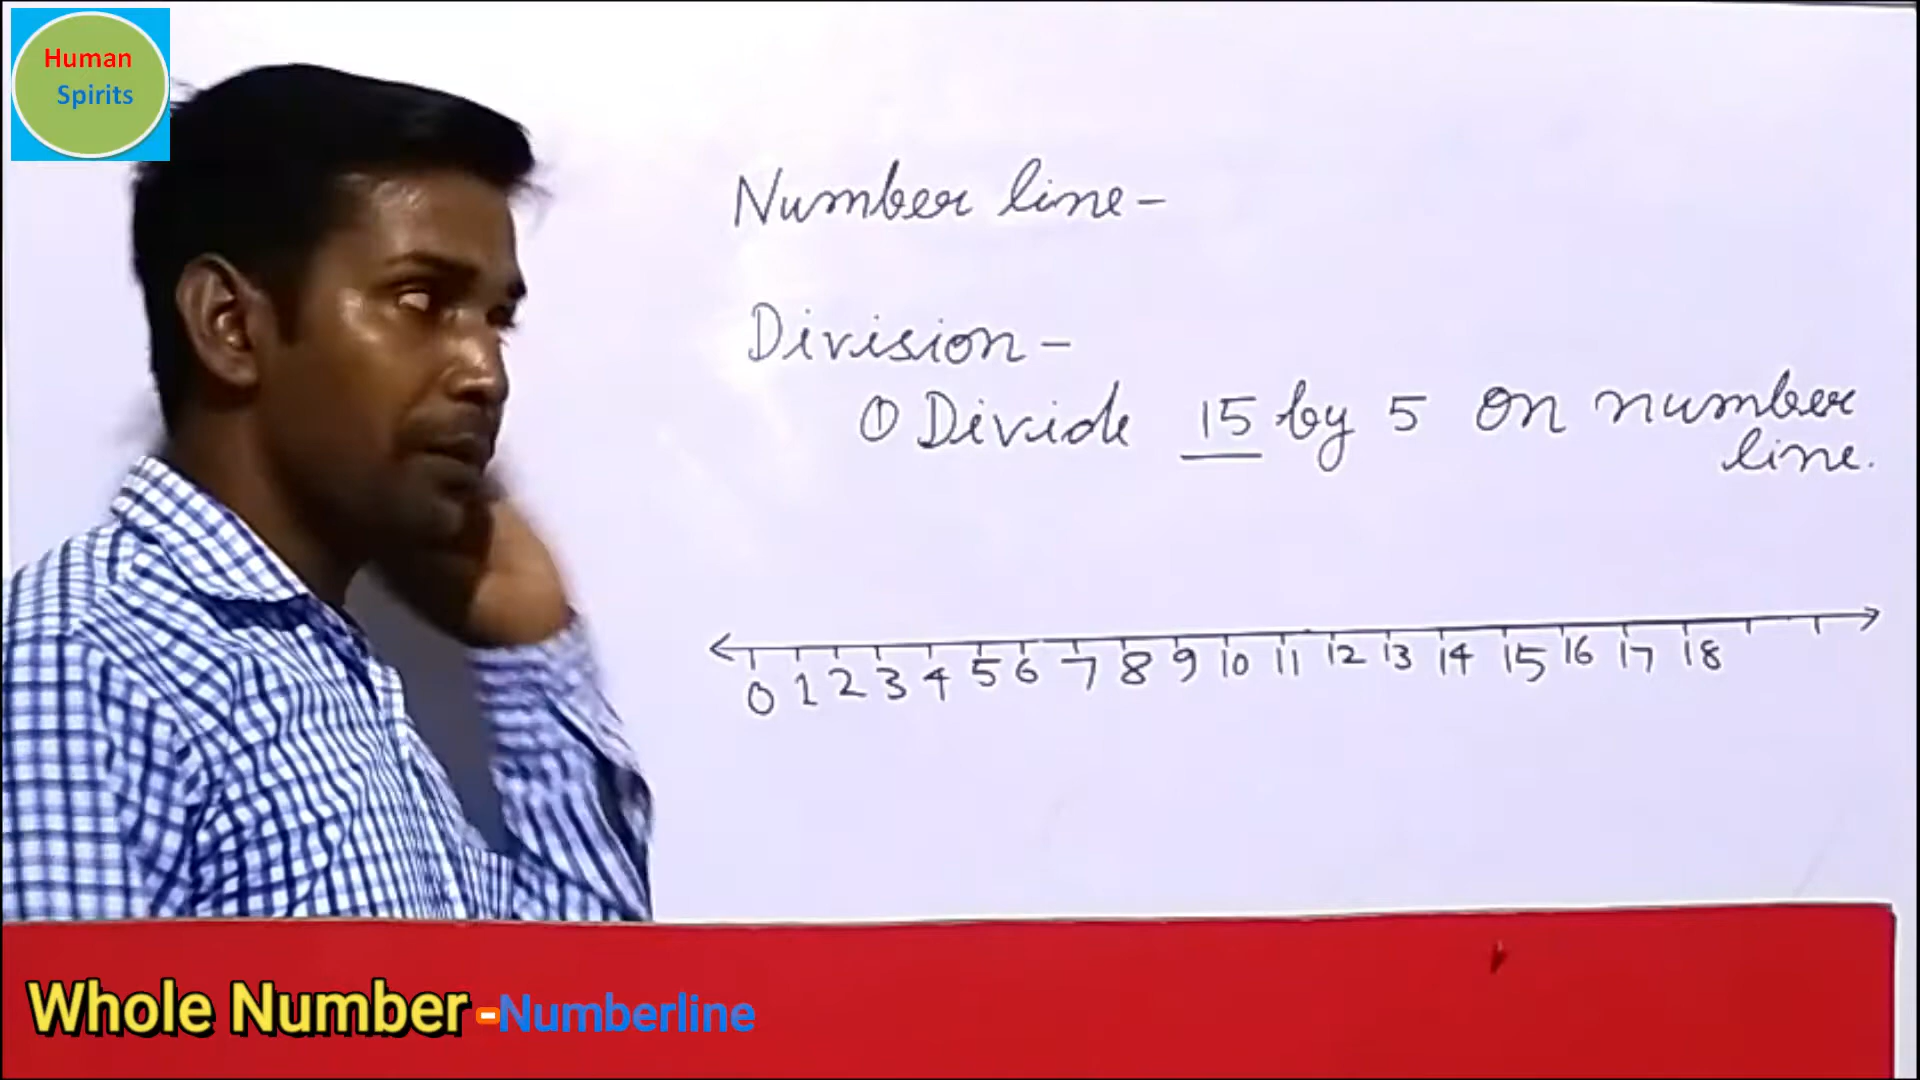 Human
Spirits
Number line-
Division-
① Divide 15 by 5 on number
line.
0 1 2 3 4 5 6 7 8 9 10 11 12 13 14 15 16 17 18
Whole Number -Numberline